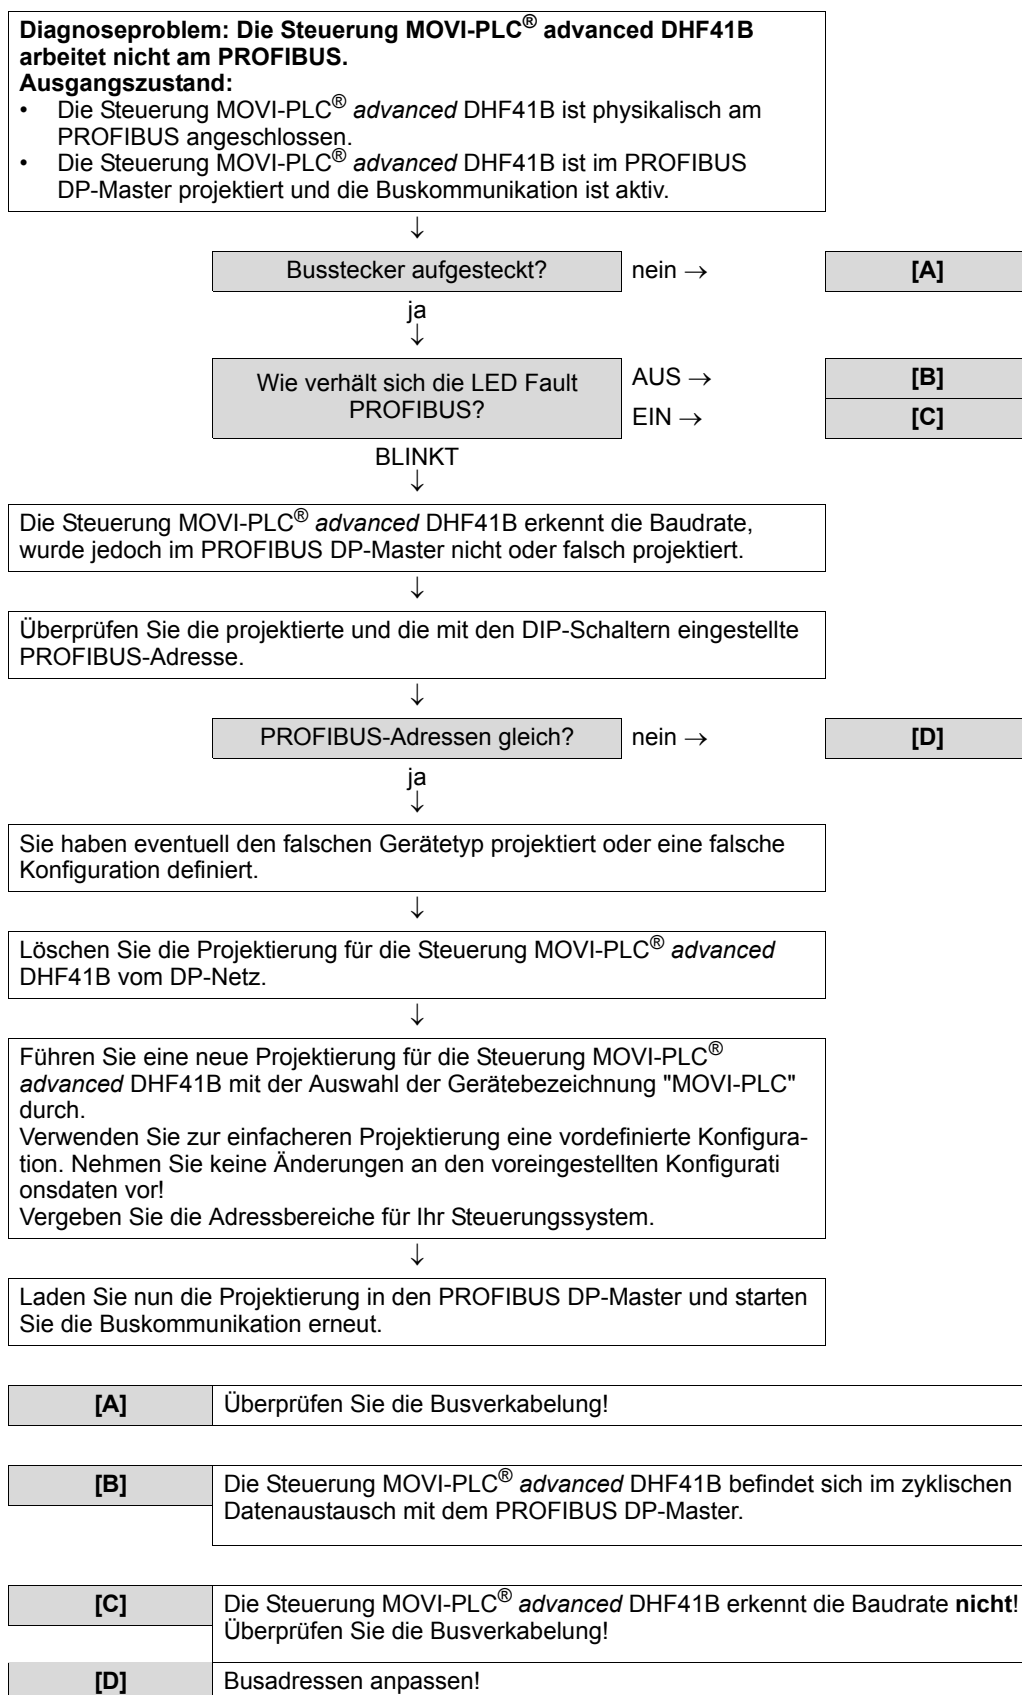 Diagnoseproblem: Die Steuerung MOVI-PLC® advanced DHF41B
arbeitet nicht am PROFIBUS.
Ausgangszustand:
• Die Steuerung MOVI-PLC® advanced DHF41B ist physikalisch am
PROFIBUS angeschlossen.
• Die Steuerung MOVI-PLC® advanced DHF41B ist im PROFIBUS
DP-Master projektiert und die Buskommunikation ist aktiv.
↓
Busstecker aufgesteckt? nein → [A]
ja
↓
Wie verhält sich die LED Fault
PROFIBUS?
AUS → [B]
EIN → [C]
BLINKT
↓
Die Steuerung MOVI-PLC® advanced DHF41B erkennt die Baudrate,
wurde jedoch im PROFIBUS DP-Master nicht oder falsch projektiert.
↓
Überprüfen Sie die projektierte und die mit den DIP-Schaltern eingestellte
PROFIBUS-Adresse.
↓
PROFIBUS-Adressen gleich? nein → [D]
ja
↓
Sie haben eventuell den falschen Gerätetyp projektiert oder eine falsche
Konfiguration definiert.
↓
Löschen Sie die Projektierung für die Steuerung MOVI-PLC® advanced
DHF41B vom DP-Netz.
↓
Führen Sie eine neue Projektierung für die Steuerung MOVI-PLC®
advanced DHF41B mit der Auswahl der Gerätebezeichnung "MOVI-PLC"
durch.
Verwenden Sie zur einfacheren Projektierung eine vordefinierte Konfigura-
tion. Nehmen Sie keine Änderungen an den voreingestellten Konfigurati
onsdaten vor!
Vergeben Sie die Adressbereiche für Ihr Steuerungssystem.
↓
Laden Sie nun die Projektierung in den PROFIBUS DP-Master und starten
Sie die Buskommunikation erneut.
[A] Überprüfen Sie die Busverkabelung!
[B] Die Steuerung MOVI-PLC® advanced DHF41B befindet sich im zyklischen
Datenaustausch mit dem PROFIBUS DP-Master.
[C] Die Steuerung MOVI-PLC® advanced DHF41B erkennt die Baudrate nicht!
Überprüfen Sie die Busverkabelung!
[D] Busadressen anpassen!